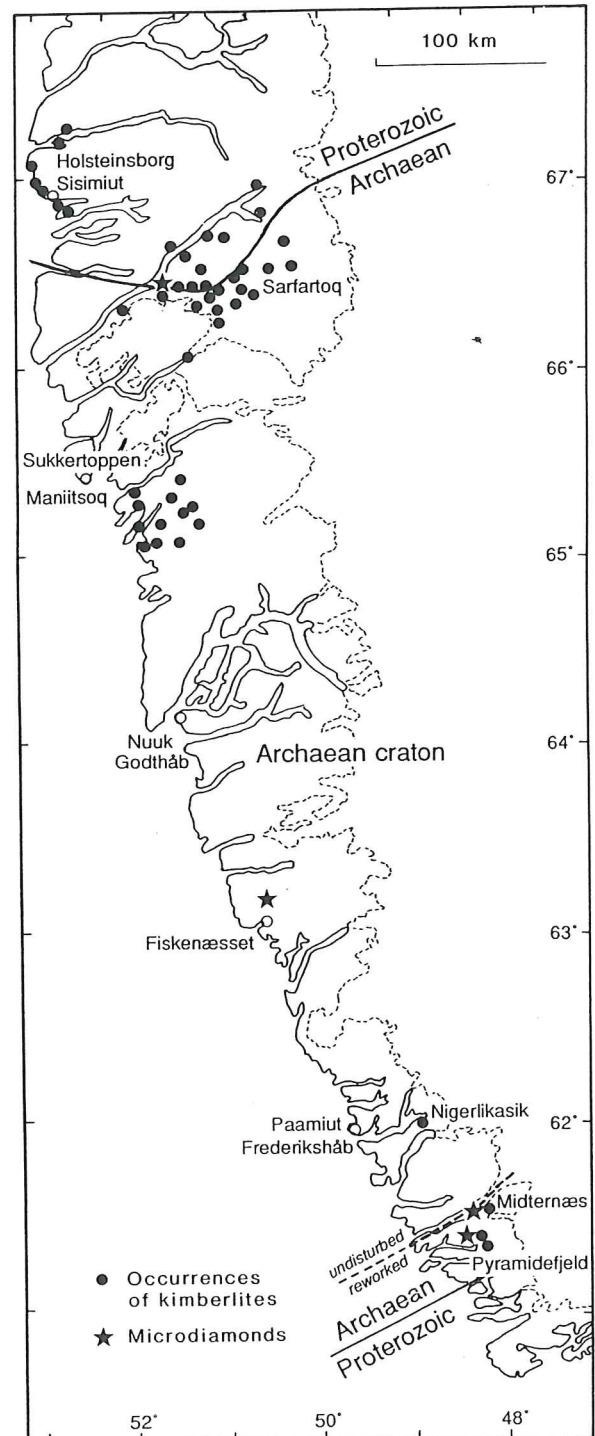 100 km
Proterozoic
Archaean
Holsteinsborg
Sisimiut
67°
Sarfartoq
66°
Sukkertoppen
Maniitsoq
65°
Nuuk
Godthåb
Archaean craton
64°
Fiskenæsset
63°
Nigerlikasik
Paamiut
Frederikshåb
62°
Midternæs
undisturbed
reworked
Pyramidefjeld
Archaean
Proterozoic
Occurrences
of kimberlites
Microdiamonds
52°
50°
48°